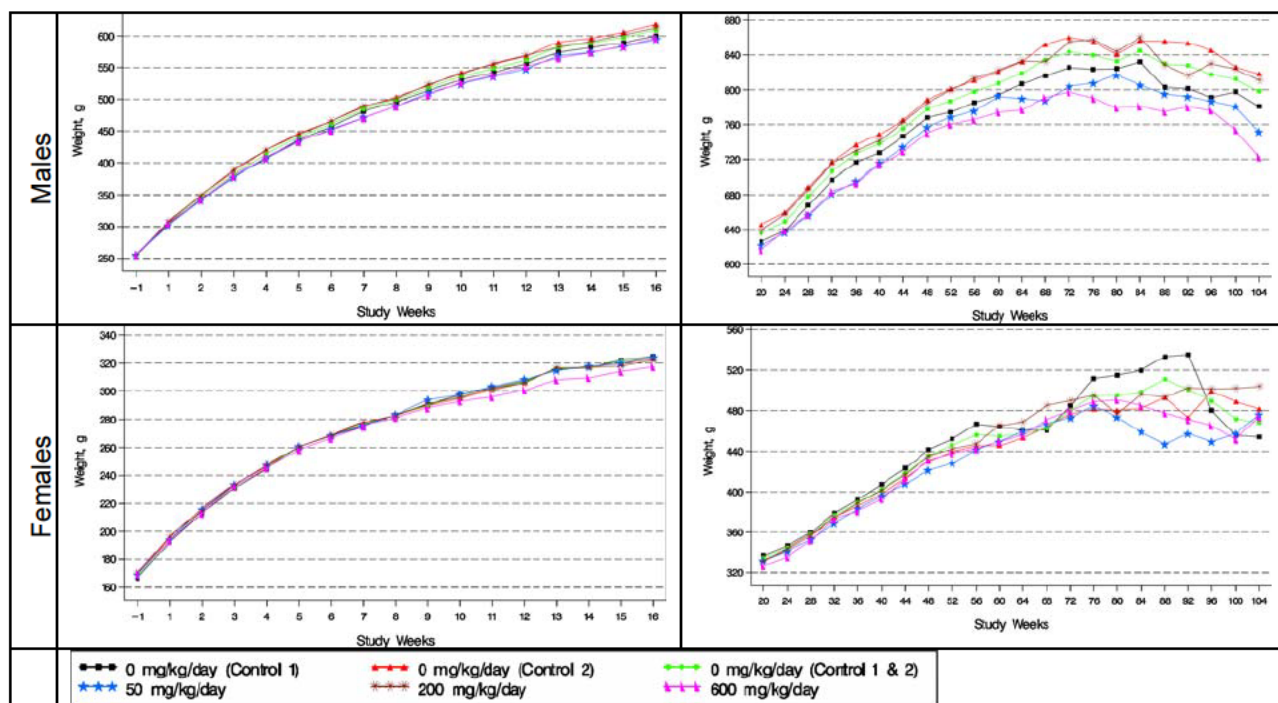 Males
Weight, g
600
550
500
450
400
350
300
250
−1 1 2 3 4 5 6 7 8 9 10 11 12 13 14 15 16
Study Weeks
Weight, g
880
840
800
760
720
680
640
600
20 24 28 32 36 40 44 48 52 56 60 64 68 72 76 80 84 88 92 96 100 104
Study Weeks
Females
Weight, g
340
320
300
280
260
240
220
200
180
160
−1 1 2 3 4 5 6 7 8 9 10 11 12 13 14 15 16
Study Weeks
Weight, g
560
520
480
440
400
360
320
20 24 28 32 36 40 44 48 52 56 60 64 68 72 76 80 84 88 92 96 100 104
Study Weeks
0 mg/kg/day (Control 1) 0 mg/kg/day (Control 2) 0 mg/kg/day (Control 1 & 2)
50 mg/kg/day 200 mg/kg/day 600 mg/kg/day